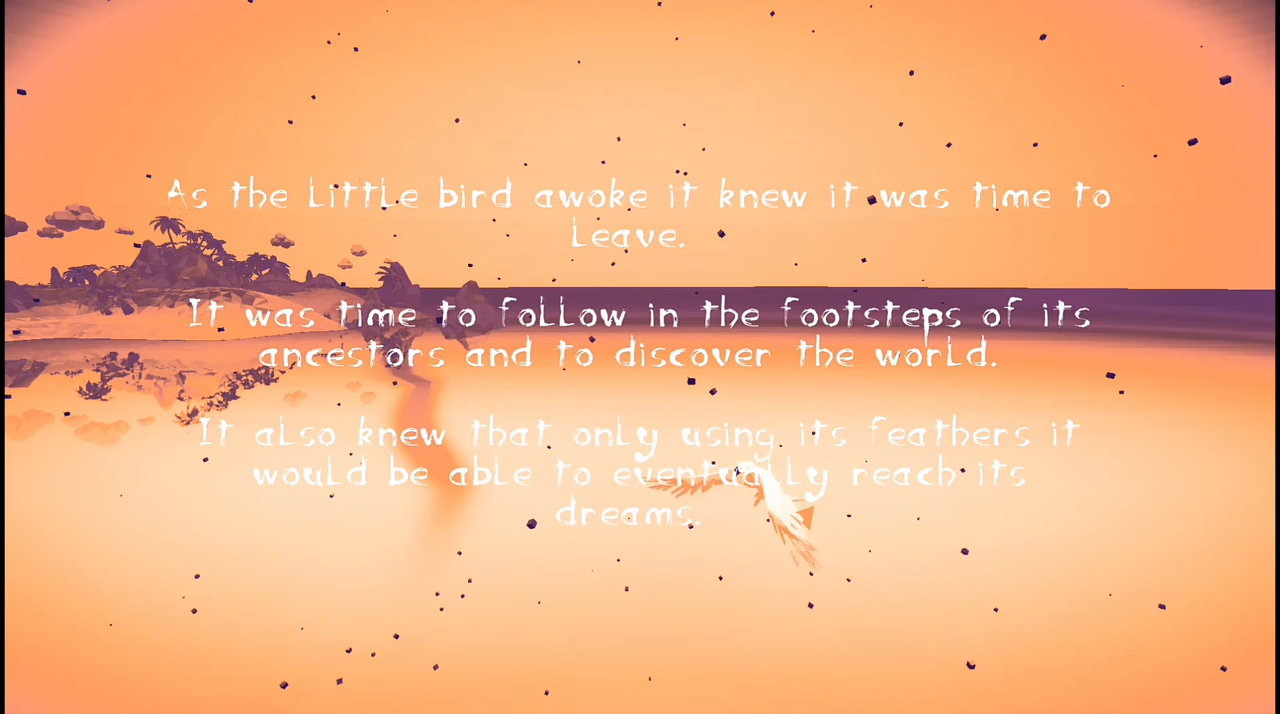 As the little bird awoke it knew it was time to
leave.
It was time to follow in the footsteps of its
ancestors and to discover the world.
It also knew that only using its feathers it
would be able to eventually reach its
dreams.